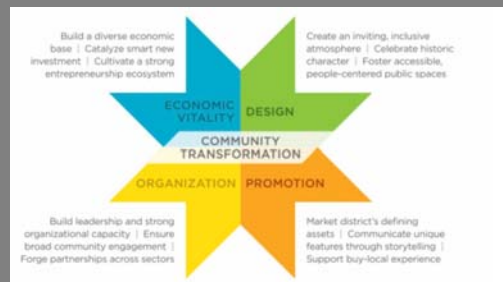 Build a diverse economic
base | Catalyze smart new
investment | Cultivate a strong
entrepreneurship ecosystem
Create an inviting, inclusive
atmosphere | Celebrate historic
character | Foster accessible,
people-centered public spaces
ECONOMIC
VITALITY
DESIGN
COMMUNITY
TRANSFORMATION
ORGANIZATION
PROMOTION
Build leadership and strong
organizational capacity | Ensure
broad community engagement |
Forge partnerships across sectors
Market district's defining
assets | Communicate unique
features through storytelling |
Support buy-local experience